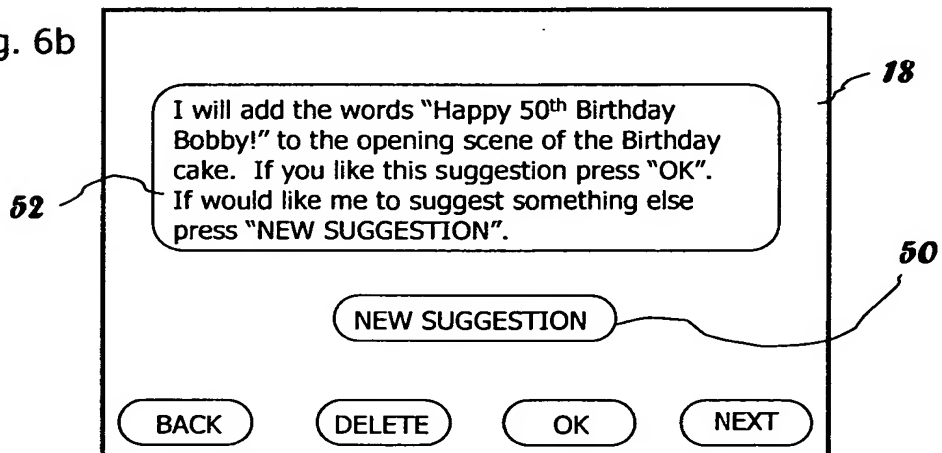 g. 6b
18
I will add the words “Happy 50th Birthday
Bobby!” to the opening scene of the Birthday
cake. If you like this suggestion press “OK”.
If would like me to suggest something else
press “NEW SUGGESTION”.
52
50
NEW SUGGESTION
BACK DELETE OK NEXT